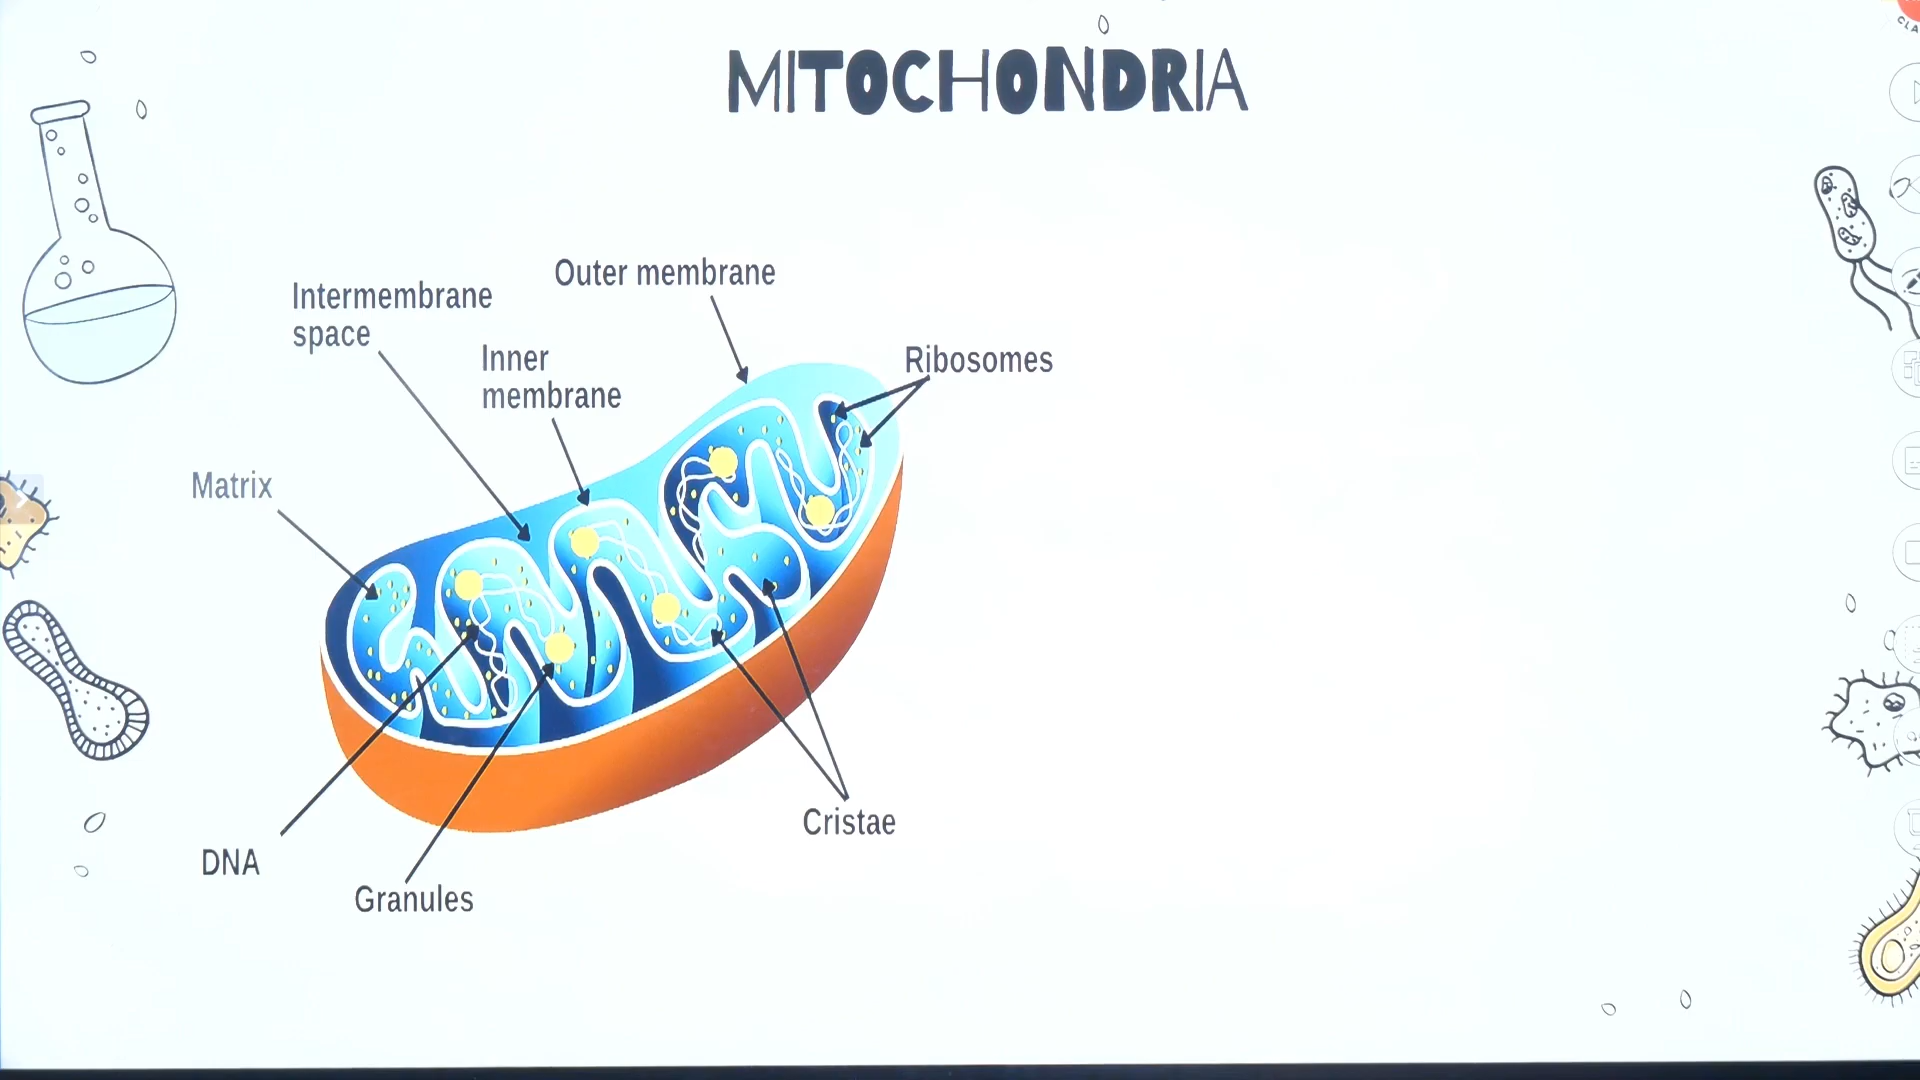 MITOCHONDRIA
Outer membrane
Intermembrane
space
Inner
membrane
Ribosomes
Matrix
Cristae
DNA
Granules